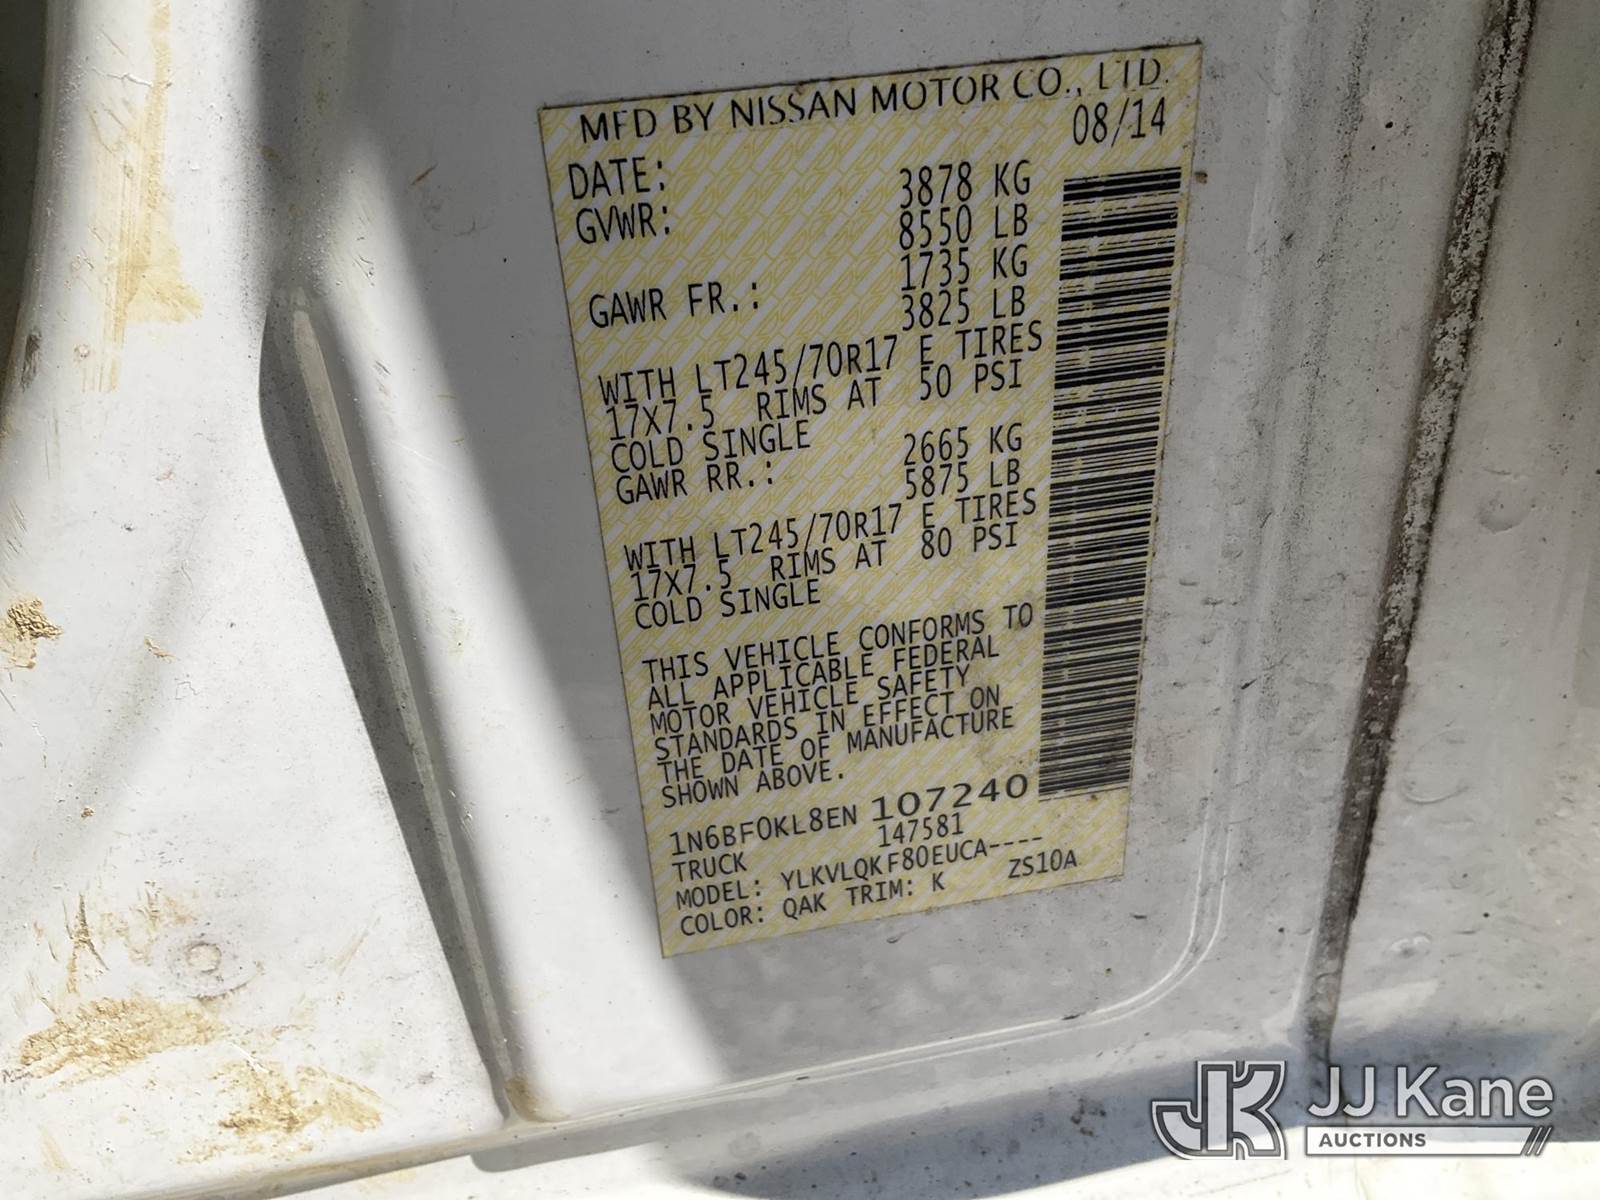 MFD BY NISSAN MOTOR CO., LTD.
DATE: 08/14
GVWR: 3878 KG
8550 LB
GAWR FR.: 1735 KG
3825 LB
WITH LT245/70R17 E TIRES
17X7.5 RIMS AT 50 PSI
COLD SINGLE
GAWR RR.: 2665 KG
5875 LB
WITH LT245/70R17 E TIRES
17X7.5 RIMS AT 80 PSI
COLD SINGLE
THIS VEHICLE CONFORMS TO
ALL APPLICABLE FEDERAL
MOTOR VEHICLE SAFETY
STANDARDS IN EFFECT ON
THE DATE OF MANUFACTURE
SHOWN ABOVE.
1N6BF0KL8EN 107240
TRUCK 147581
MODEL: YLKVLQKF80EUCA----
COLOR: QAK TRIM: K ZS10A
JK JJ Kane
AUCTIONS